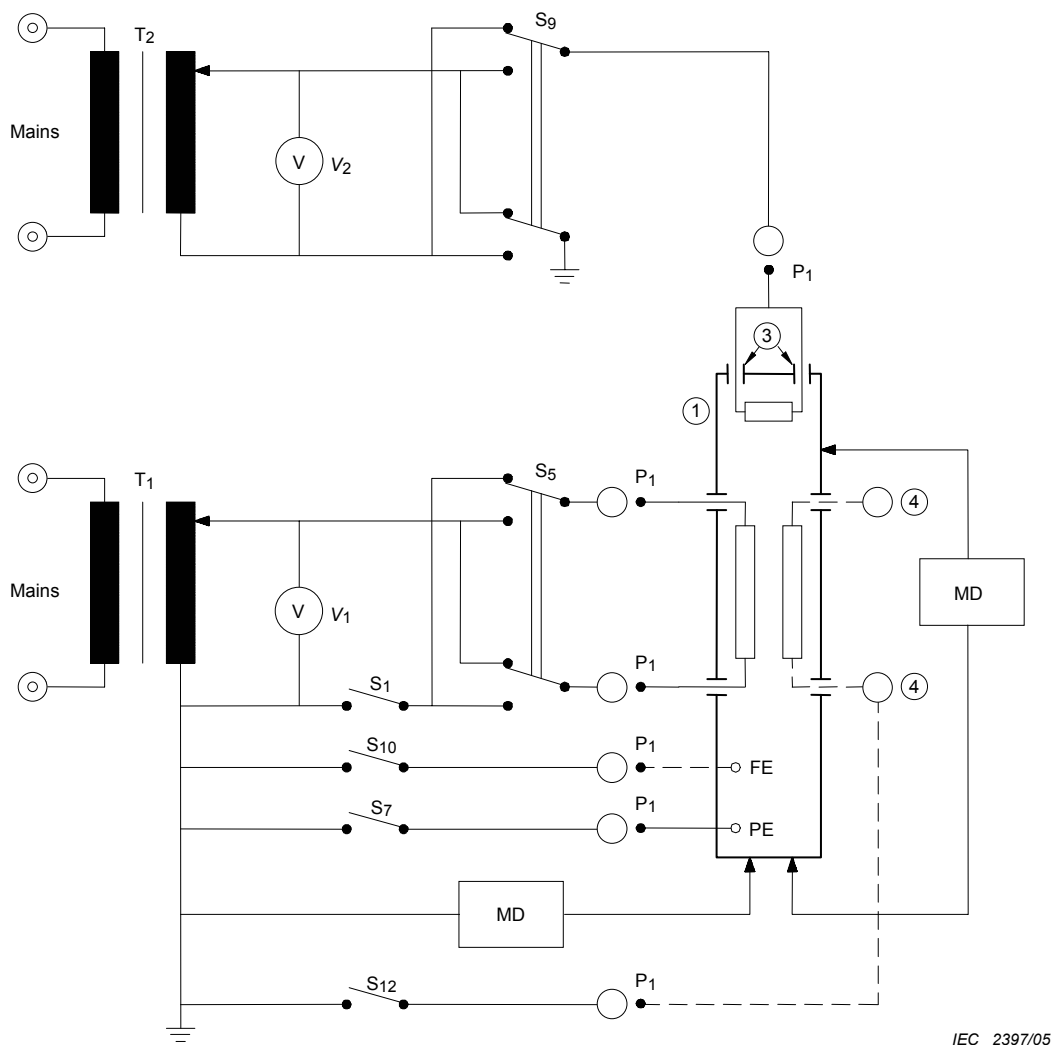 T2
S9
Mains
V
V2
P1
3
1
T1
S5
P1
4
Mains
V
V1
MD
S1
P1
4
S10
P1
FE
S7
P1
PE
MD
S12
P1
IEC 2397/05